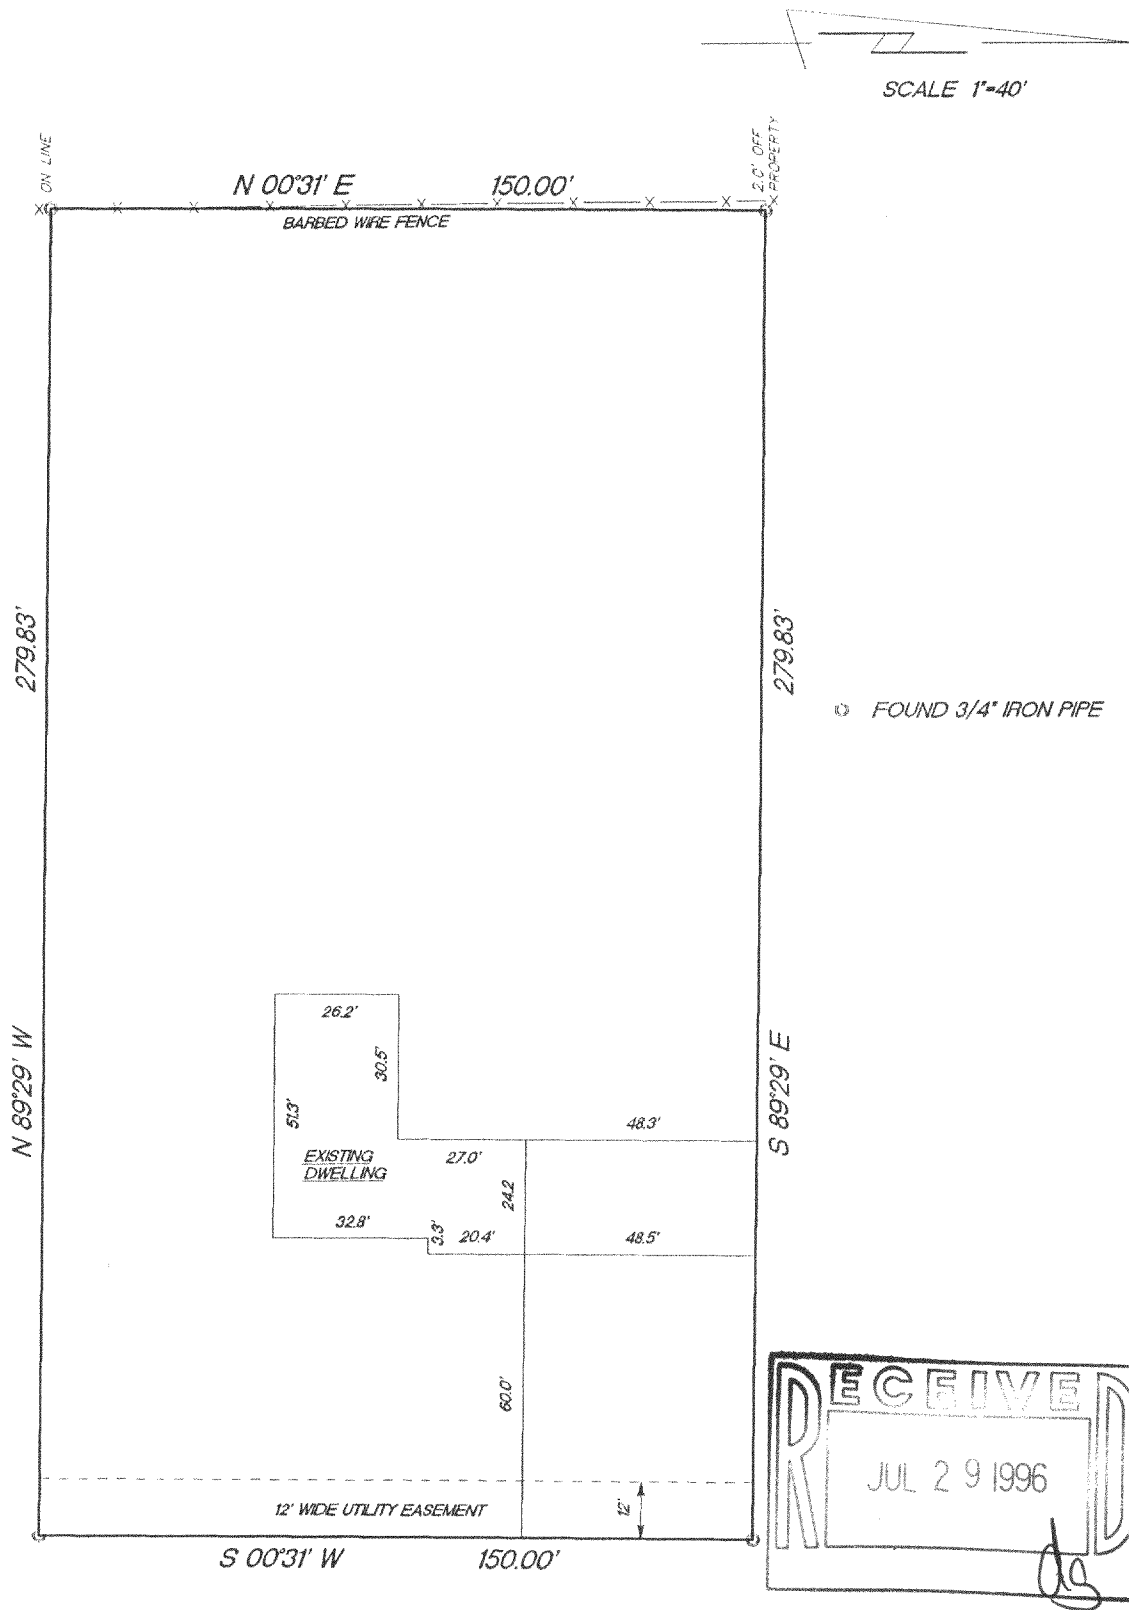 SCALE 1"=40'
ON LINE
2.0' OFF
PROPERTY
N 00°31' E 150.00'
BARBED WIRE FENCE
279.83'
279.83'
FOUND 3/4" IRON PIPE
N 89°29' W
S 89°29' E
26.2'
30.5'
51.3'
48.3'
EXISTING
DWELLING
27.0'
24.2
32.8'
3.3'
20.4'
48.5'
60.0'
RECEIVED
JUL 29 1996
ds
12' WIDE UTILITY EASEMENT
12'
S 00°31' W 150.00'